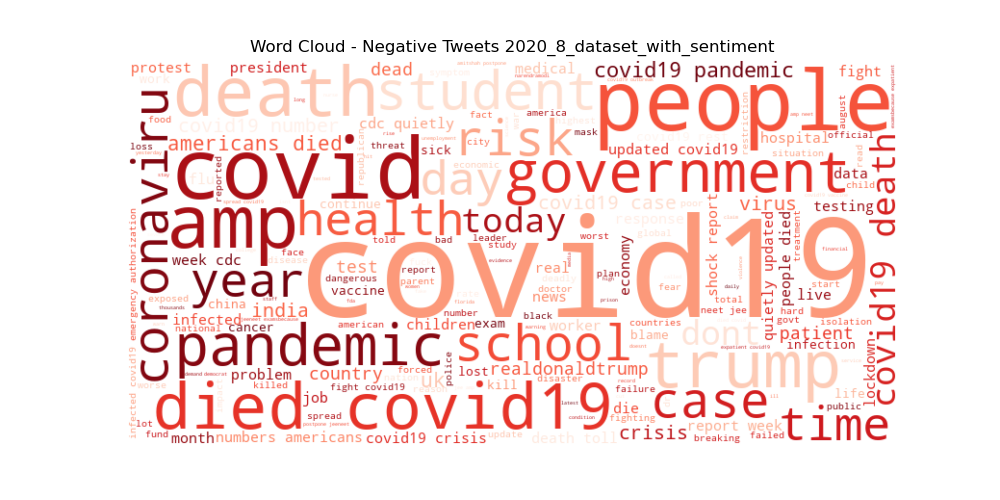 Word Cloud - Negative Tweets 2020_8_dataset_with_sentiment
protest president dead medical covid19 pandemic fight
work death student people
food covid19 number cdc quietly fact america mask restriction august official
loss americans died threat sick city risk updated covid19 hospital read
coronaviru covid reported republican economic situation data
flu day government child
continue covid19 case poor virus testing
amp health today response
face told bad leader worst global shock report quietly updated people died treatment covid19 death
week cdc disease study economy financial
year test report real plan fear total live
dangerous parent doctor news high neet jee start
exposed china vaccine covid19 daily hard
thousands india number florida prison govt isolation
infected staff american black countries patient
national cancer children exam worker blame dont infection
pandemic school
problem country forced police lost realdonaldtrump trump lockdown
worse killed fight covid19 uk kill disaster failure life
job die case public
died covid19 fighting time
lot spread condition crisis report week
fund month numbers americans covid19 crisis update death toll breaking failed
infected covid19 emergency authorization